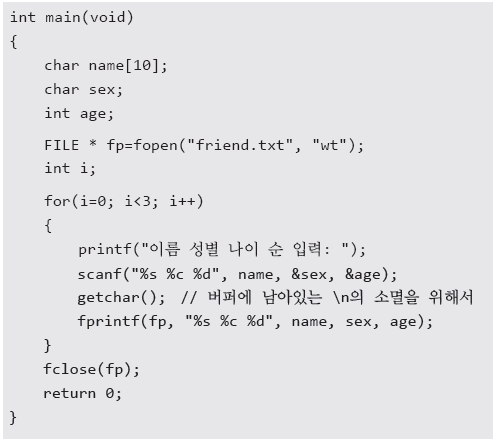 int main(void)
{
    char name[10];
    char sex;
    int age;
    FILE * fp=fopen("friend.txt", "wt");
    int i;
    for(i=0; i<3; i++)
    {
        printf("이름 성별 나이 순 입력: ");
        scanf("%s %c %d", name, &sex, &age);
        getchar();  // 버퍼에 남아있는 \n의 소멸을 위해서
        fprintf(fp, "%s %c %d", name, sex, age);
    }
    fclose(fp);
    return 0;
}